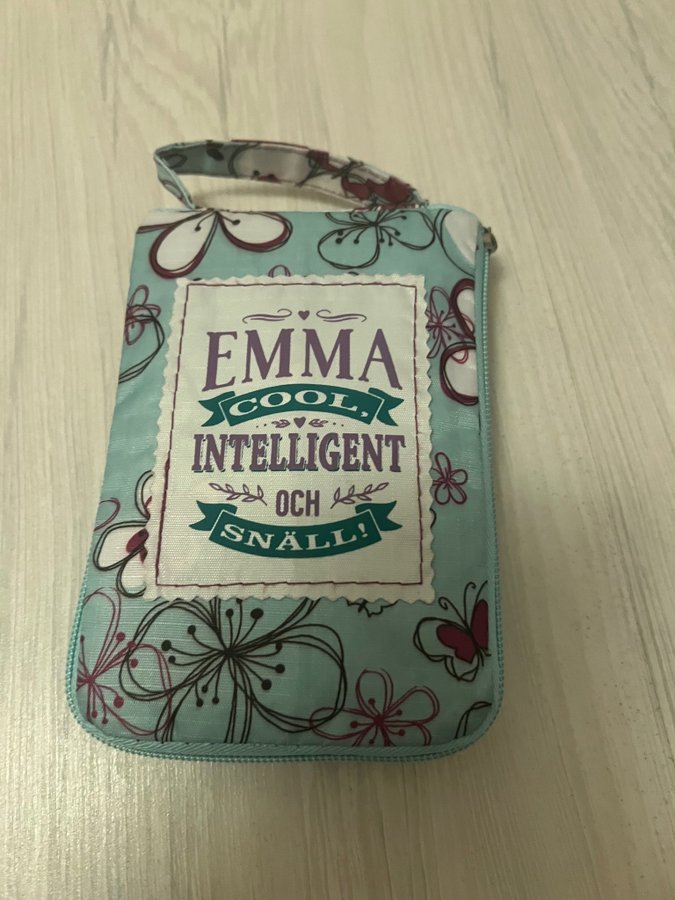 EMMA
COOL,
INTELLIGENT
OCH
SNÄLL!